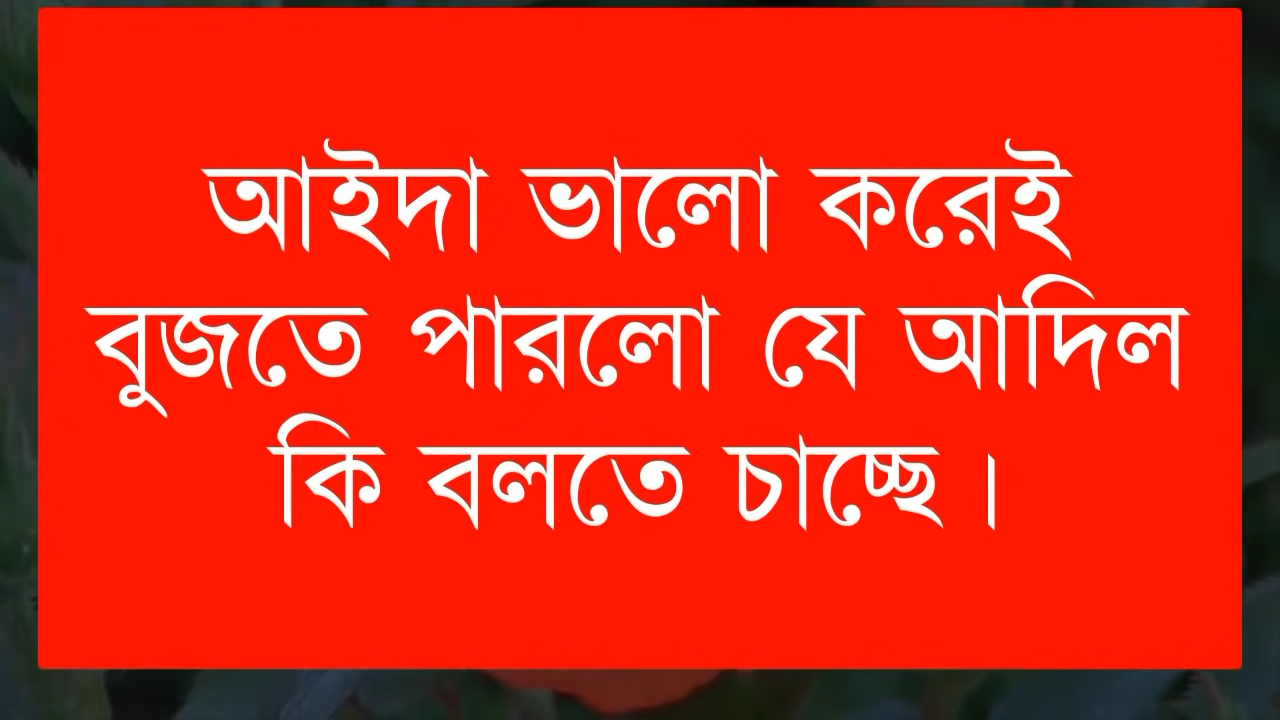 আইদা ভালো করেই
বুজতে পারলো যে আদিল
কি বলতে চাচ্ছে।